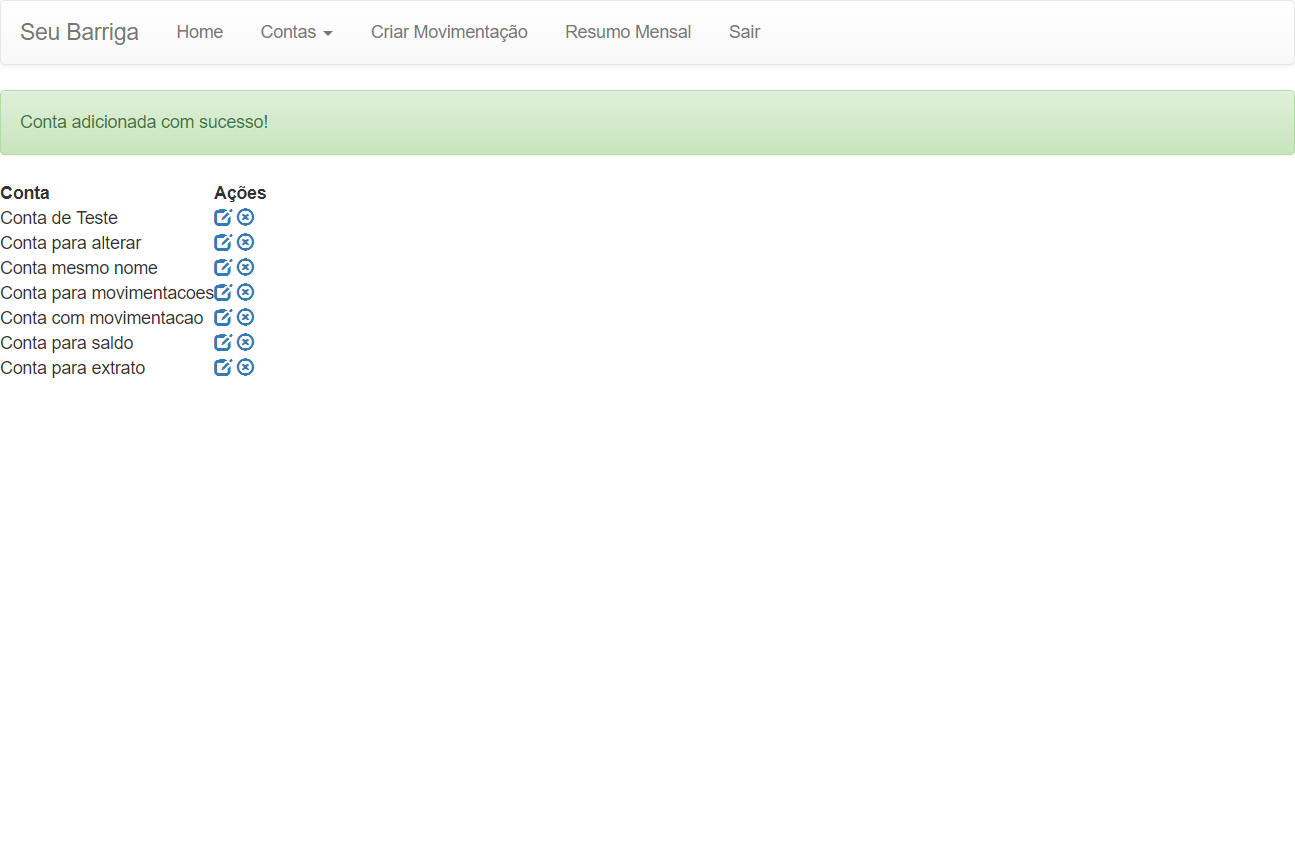 Seu Barriga Home Contas Criar Movimentação Resumo Mensal Sair
Conta adicionada com sucesso!
Conta Ações
Conta de Teste
Conta para alterar
Conta mesmo nome
Conta para movimentacoes
Conta com movimentacao
Conta para saldo
Conta para extrato